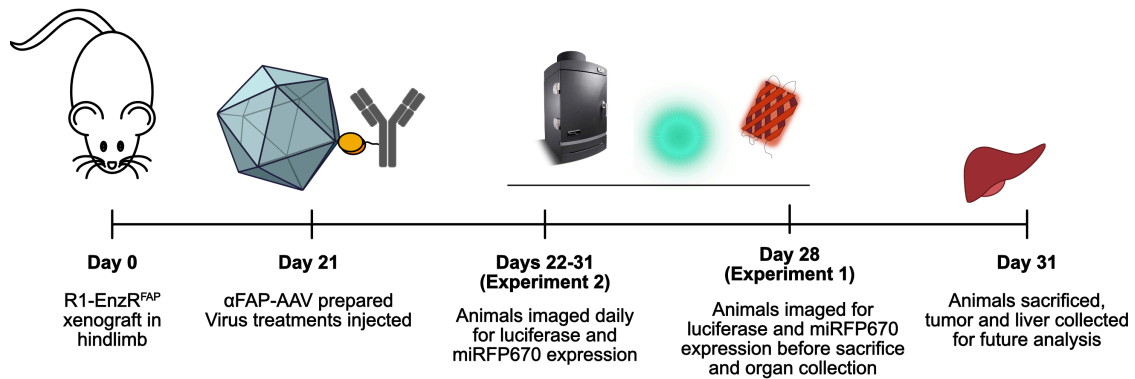 Day 0
R1-EnzRFAP
xenograft in
hindlimb
Day 21
αFAP-AAV prepared
Virus treatments injected
Days 22-31
(Experiment 2)
Animals imaged daily
for luciferase and
miRFP670 expression
Day 28
(Experiment 1)
Animals imaged for
luciferase and miRFP670
expression before sacrifice
and organ collection
Day 31
Animals sacrificed,
tumor and liver collected
for future analysis